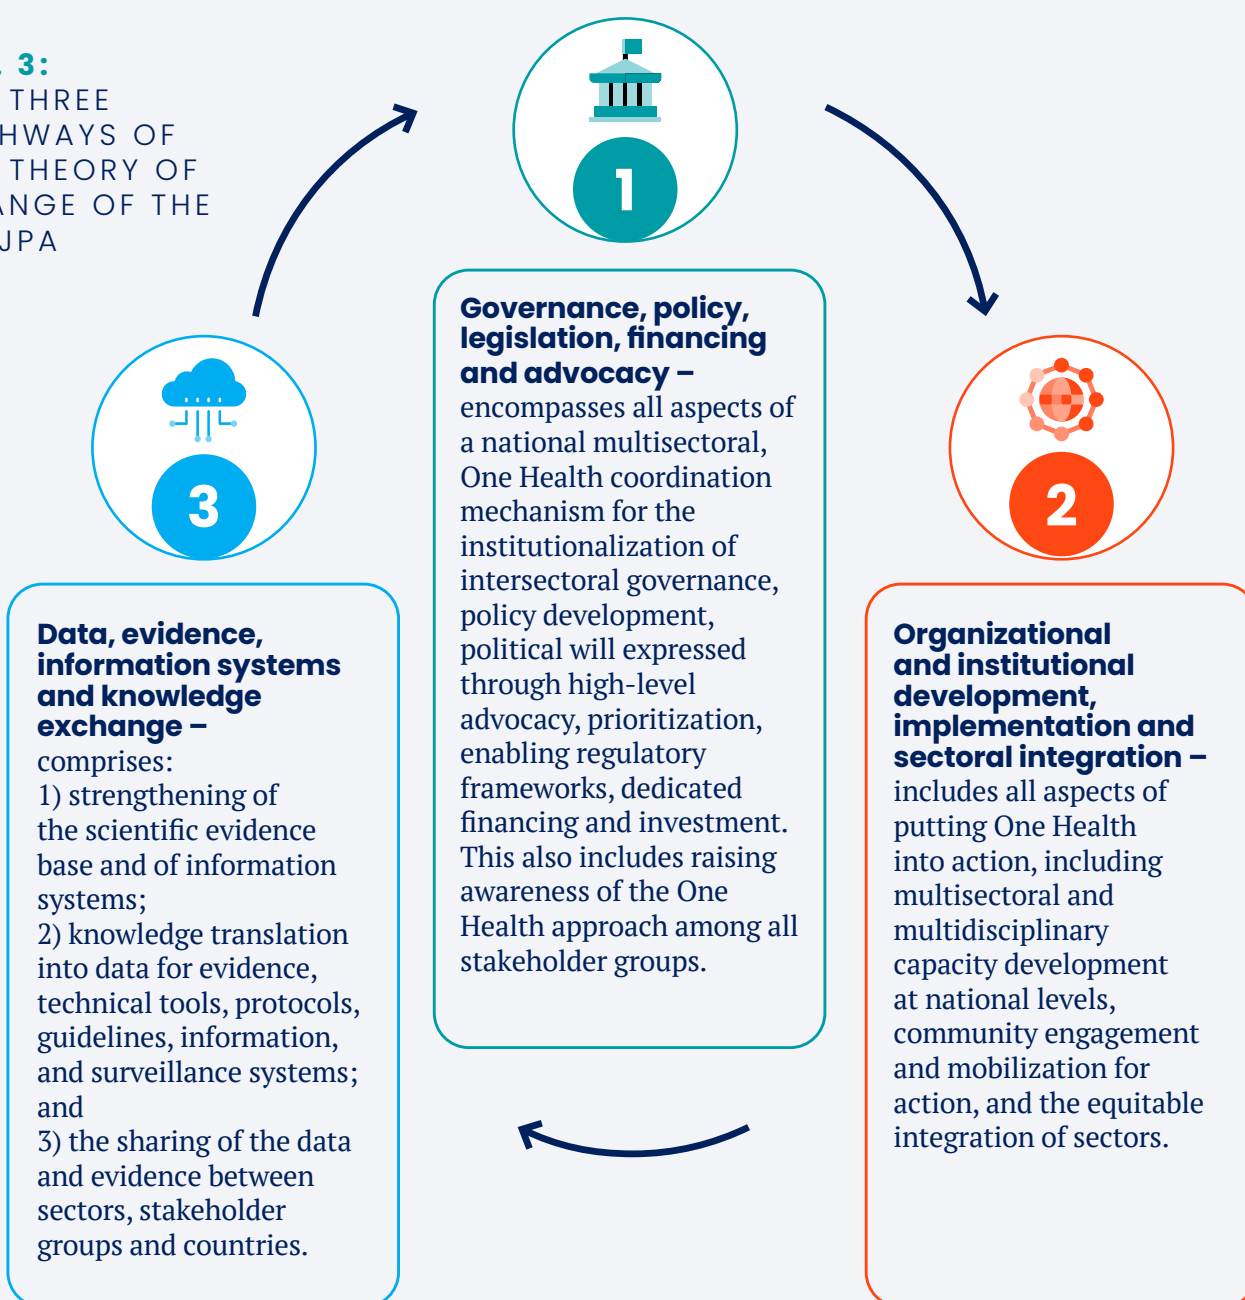 3:
THREE
HWAYS OF
THEORY OF
ANGE OF THE
JPA
1
Governance, policy,
legislation, financing
and advocacy –
encompasses all aspects of
a national multisectoral,
One Health coordination
mechanism for the
institutionalization of
intersectoral governance,
policy development,
political will expressed
through high-level
advocacy, prioritization,
enabling regulatory
frameworks, dedicated
financing and investment.
This also includes raising
awareness of the One
Health approach among all
stakeholder groups.
2
Organizational
and institutional
development,
implementation and
sectoral integration –
includes all aspects of
putting One Health
into action, including
multisectoral and
multidisciplinary
capacity development
at national levels,
community engagement
and mobilization for
action, and the equitable
integration of sectors.
3
Data, evidence,
information systems
and knowledge
exchange –
comprises:
1) strengthening of
the scientific evidence
base and of information
systems;
2) knowledge translation
into data for evidence,
technical tools, protocols,
guidelines, information,
and surveillance systems;
and
3) the sharing of the data
and evidence between
sectors, stakeholder
groups and countries.